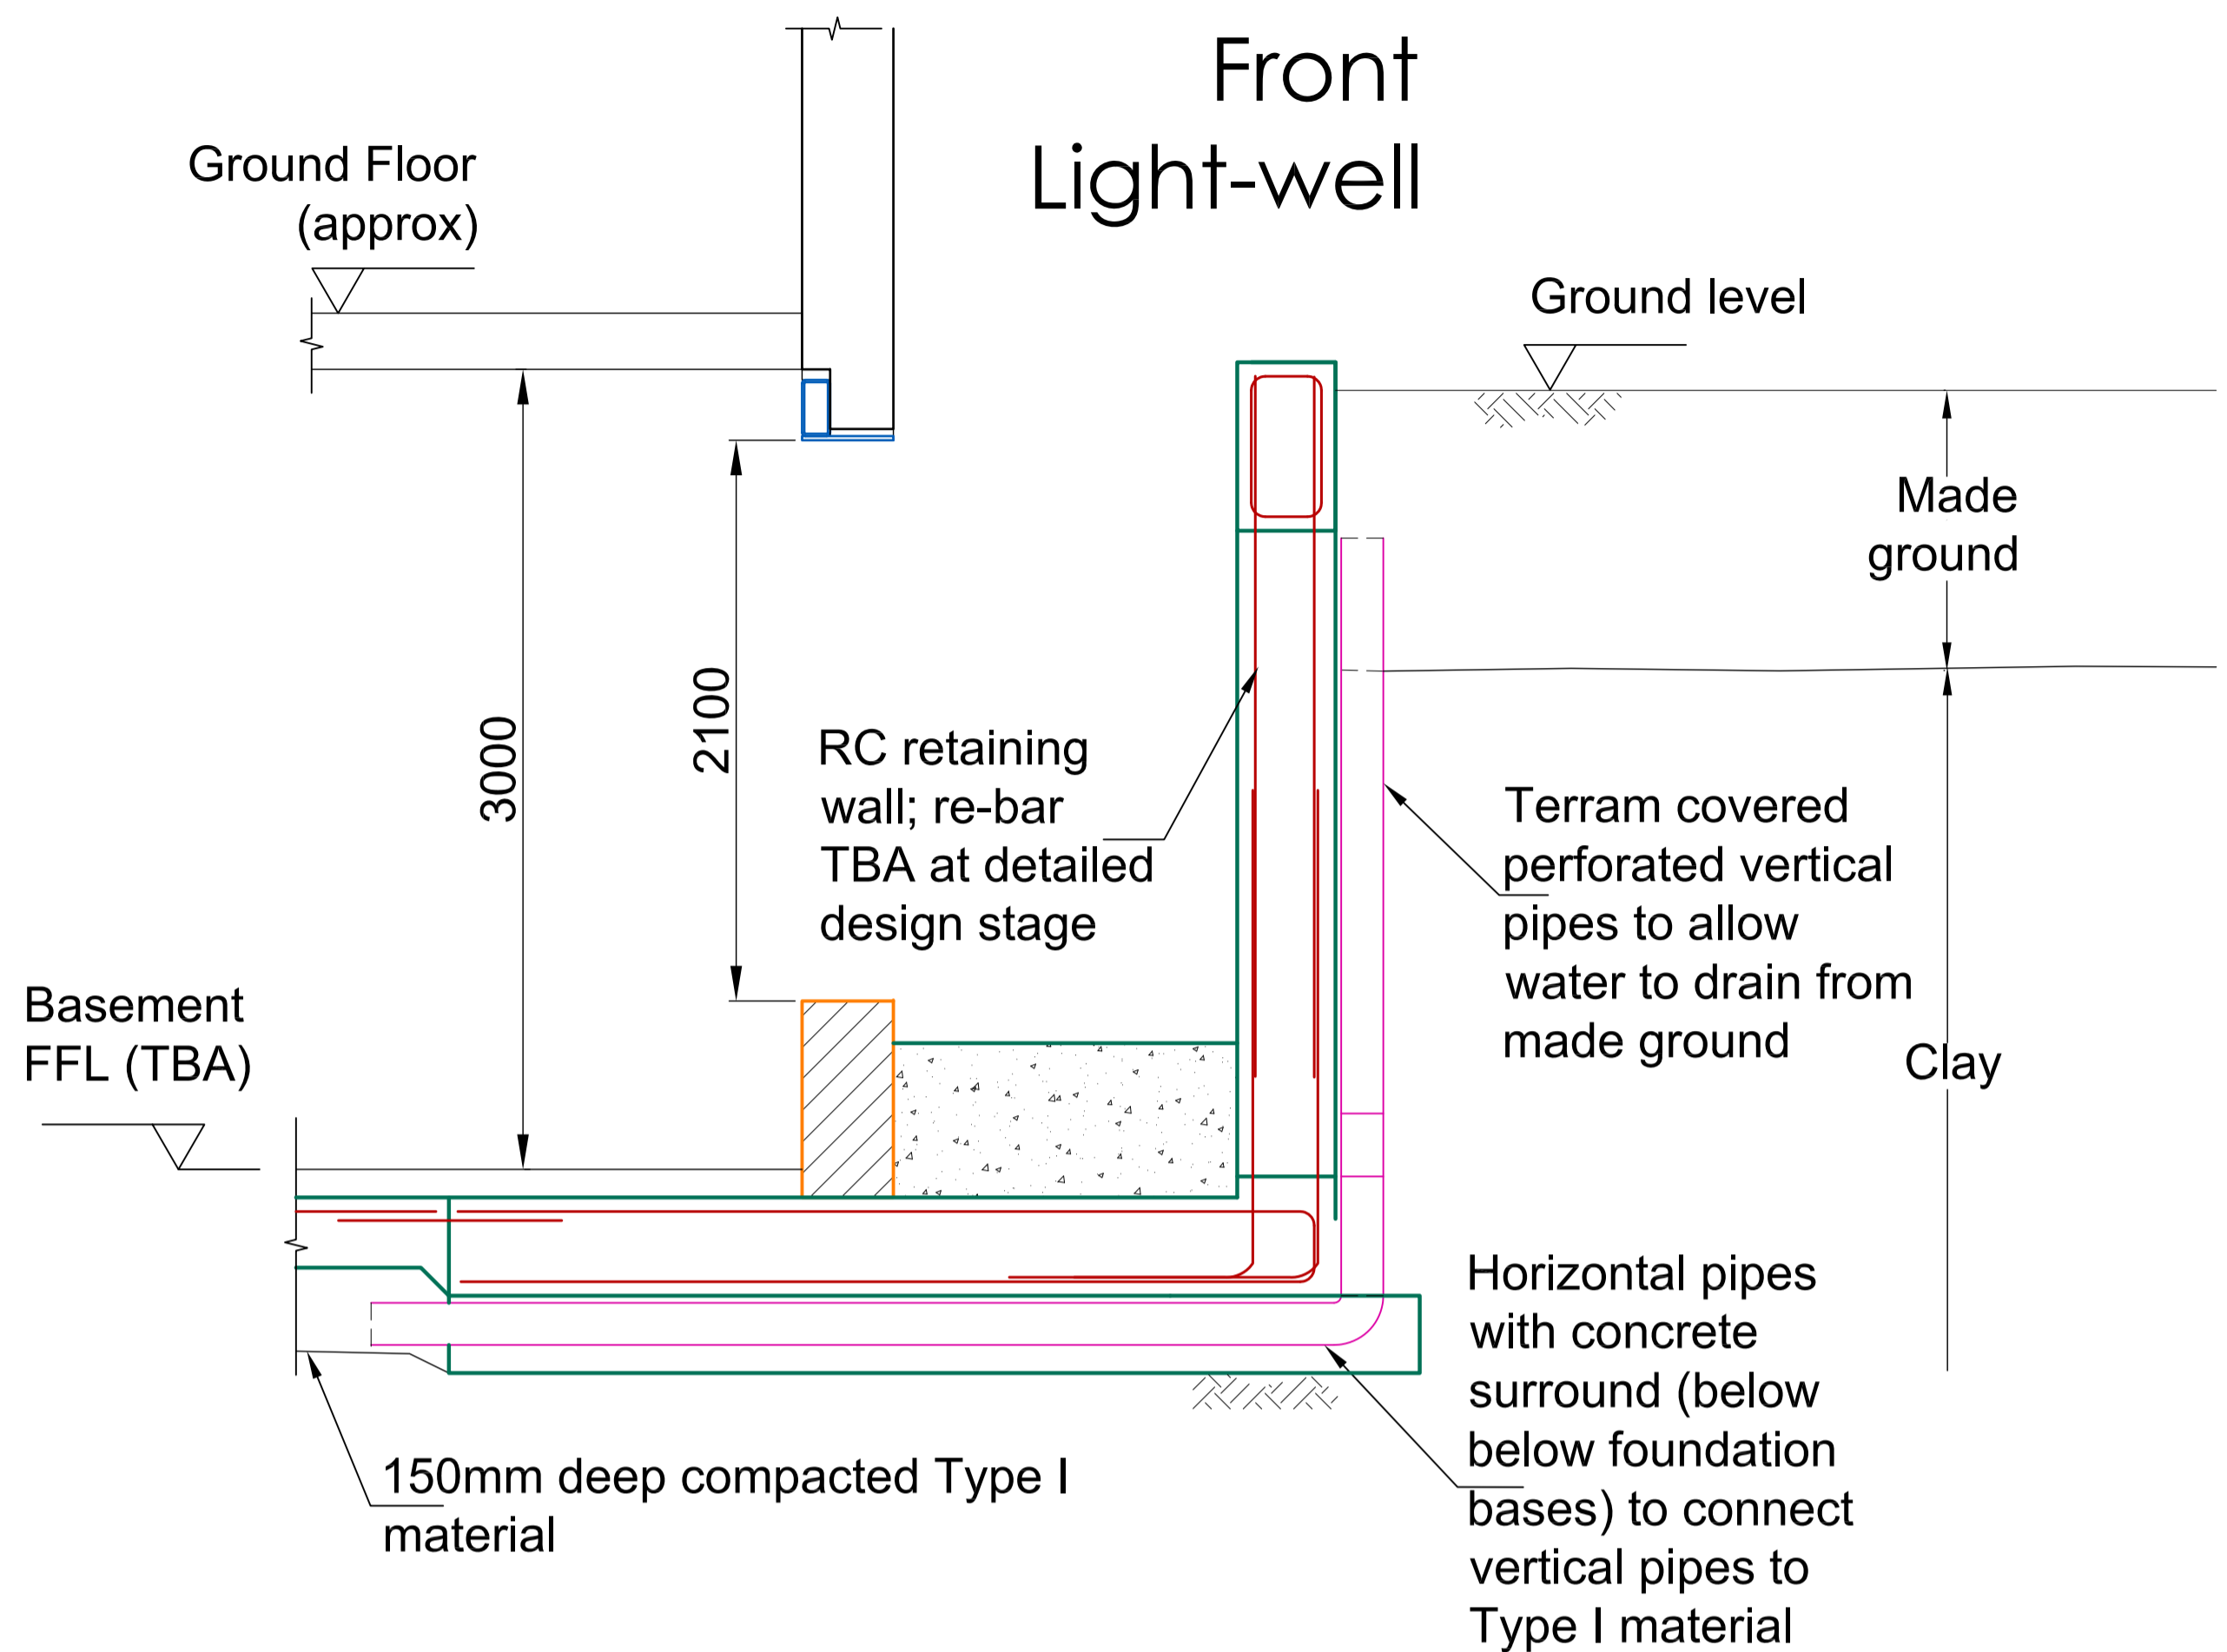 Front
Light-well
Ground Floor
(approx)
Ground level
Made
ground
3000
2100
RC retaining
wall; re-bar
TBA at detailed
design stage
Terram covered
perforated vertical
pipes to allow
water to drain from
made ground
Basement
FFL (TBA)
Clay
Horizontal pipes
with concrete
surround (below
below foundation
bases) to connect
vertical pipes to
Type I material
150mm deep compacted Type I
material